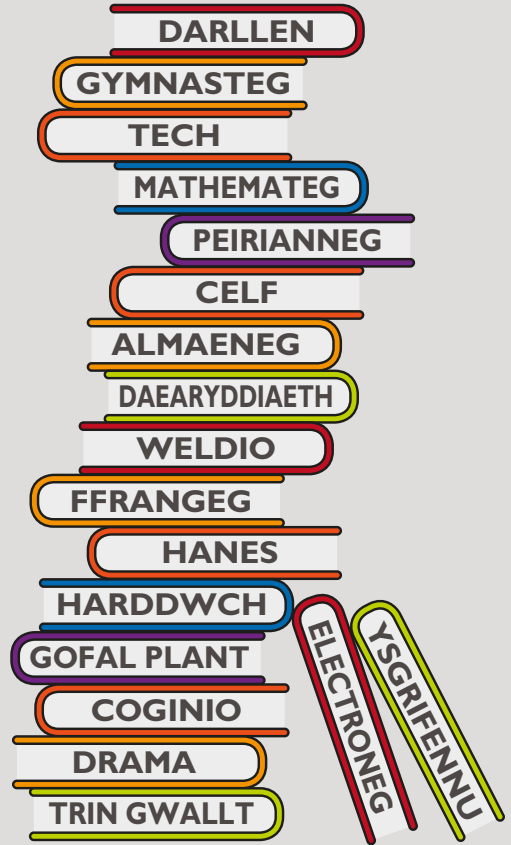 DARLLEN
GYMNASTEG
TECH
MATHEMATEG
PEIRIANNEG
CELF
ALMAENEG
DAEARYDDIAETH
WELDIO
FFRANGEG
HANES
HARDDWCH
GOFAL PLANT
COGINIO
DRAMA
TRIN GWALLT
ELECTRONEG
YSGRIFENNU